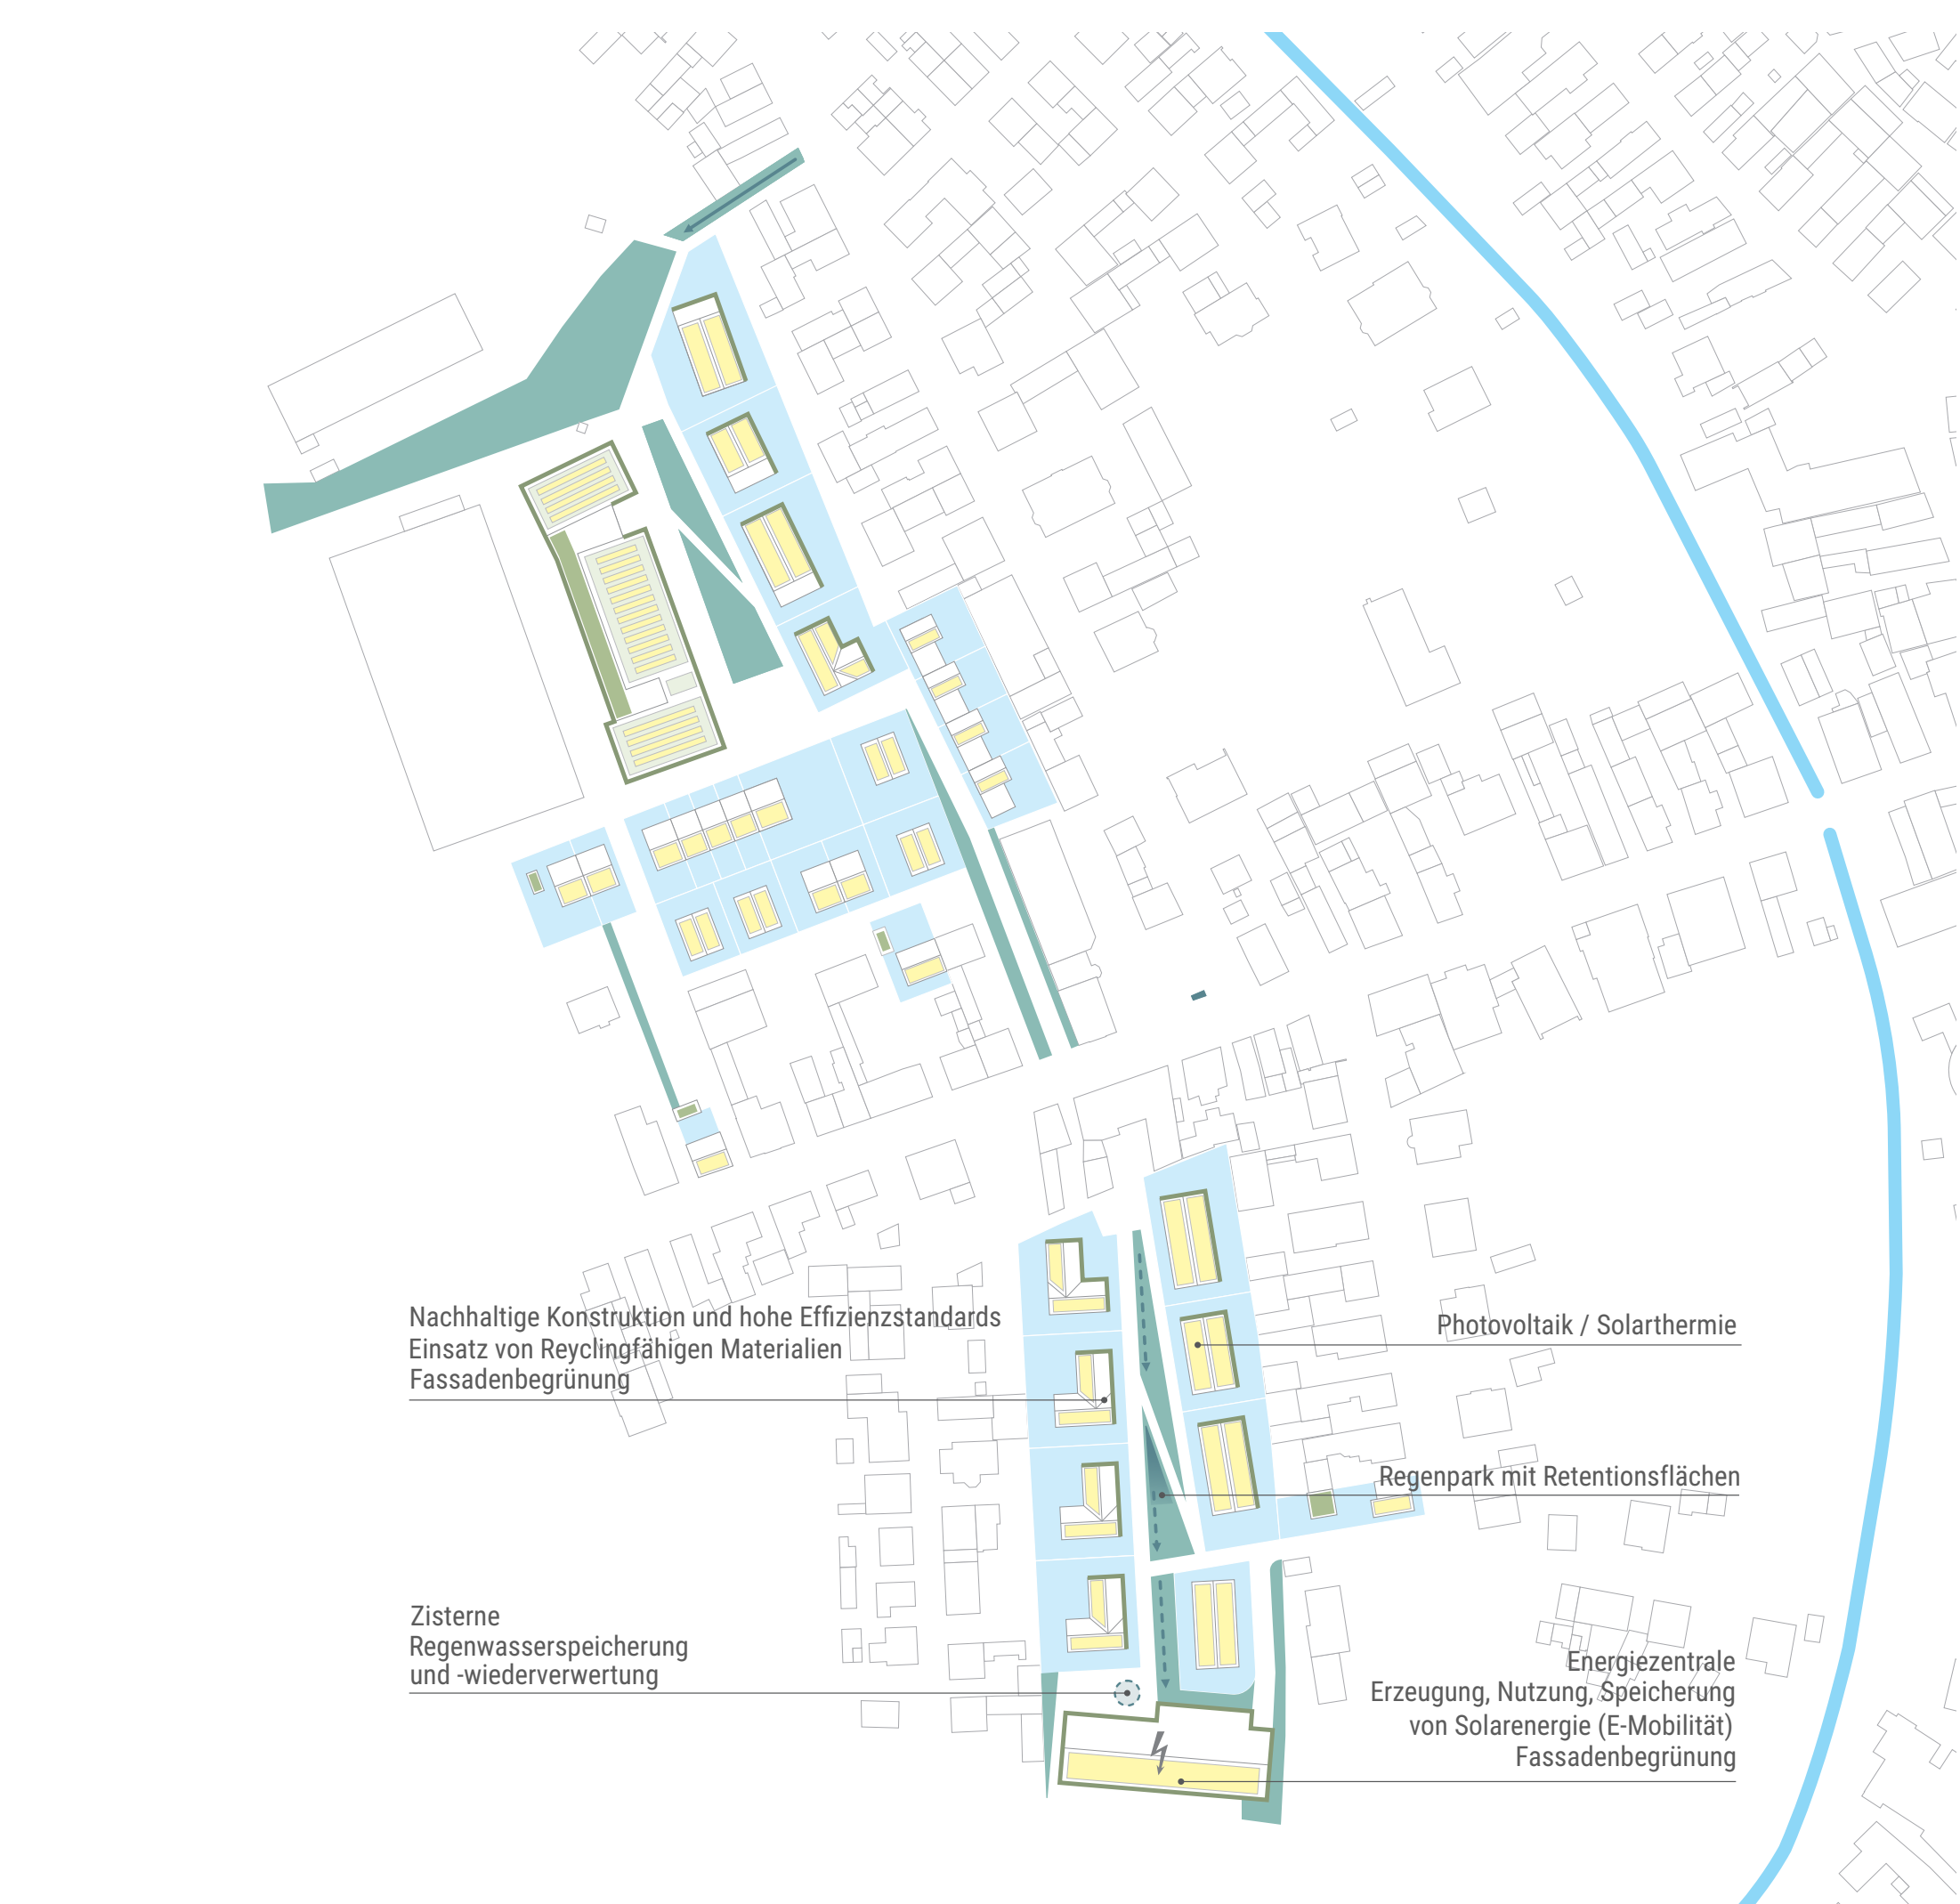 Nachhaltige Konstruktion und hohe Effizienzstandards
Einsatz von Reyclingfähigen Materialien
Fassadenbegrünung
Photovoltaik / Solarthermie
Regenpark mit Retentionsflächen
Zisterne
Regenwasserspeicherung
und -wiederverwertung
Energiezentrale
Erzeugung, Nutzung, Speicherung
von Solarenergie (E-Mobilität)
Fassadenbegrünung